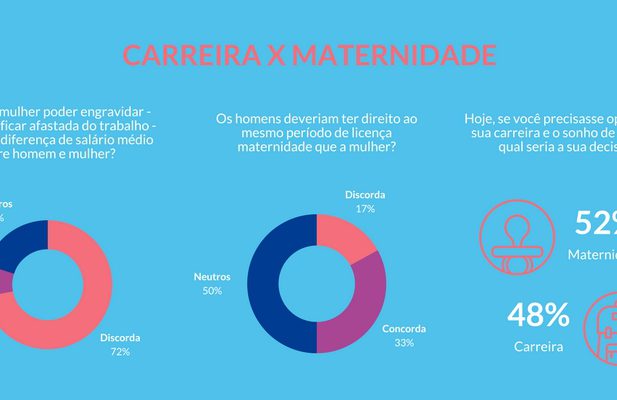 CARREIRA X MATERNIDADE
mulher poder engravidar -
ficar afastada do trabalho -
diferença de salário médio
re homem e mulher?
ros
%
Discorda
72%
Os homens deveriam ter direito ao
mesmo período de licença
maternidade que a mulher?
Discorda
17%
Neutros
50%
Concorda
33%
Hoje, se você precisasse op
sua carreira e o sonho de
qual seria a sua decis
52%
Materni
48%
Carreira